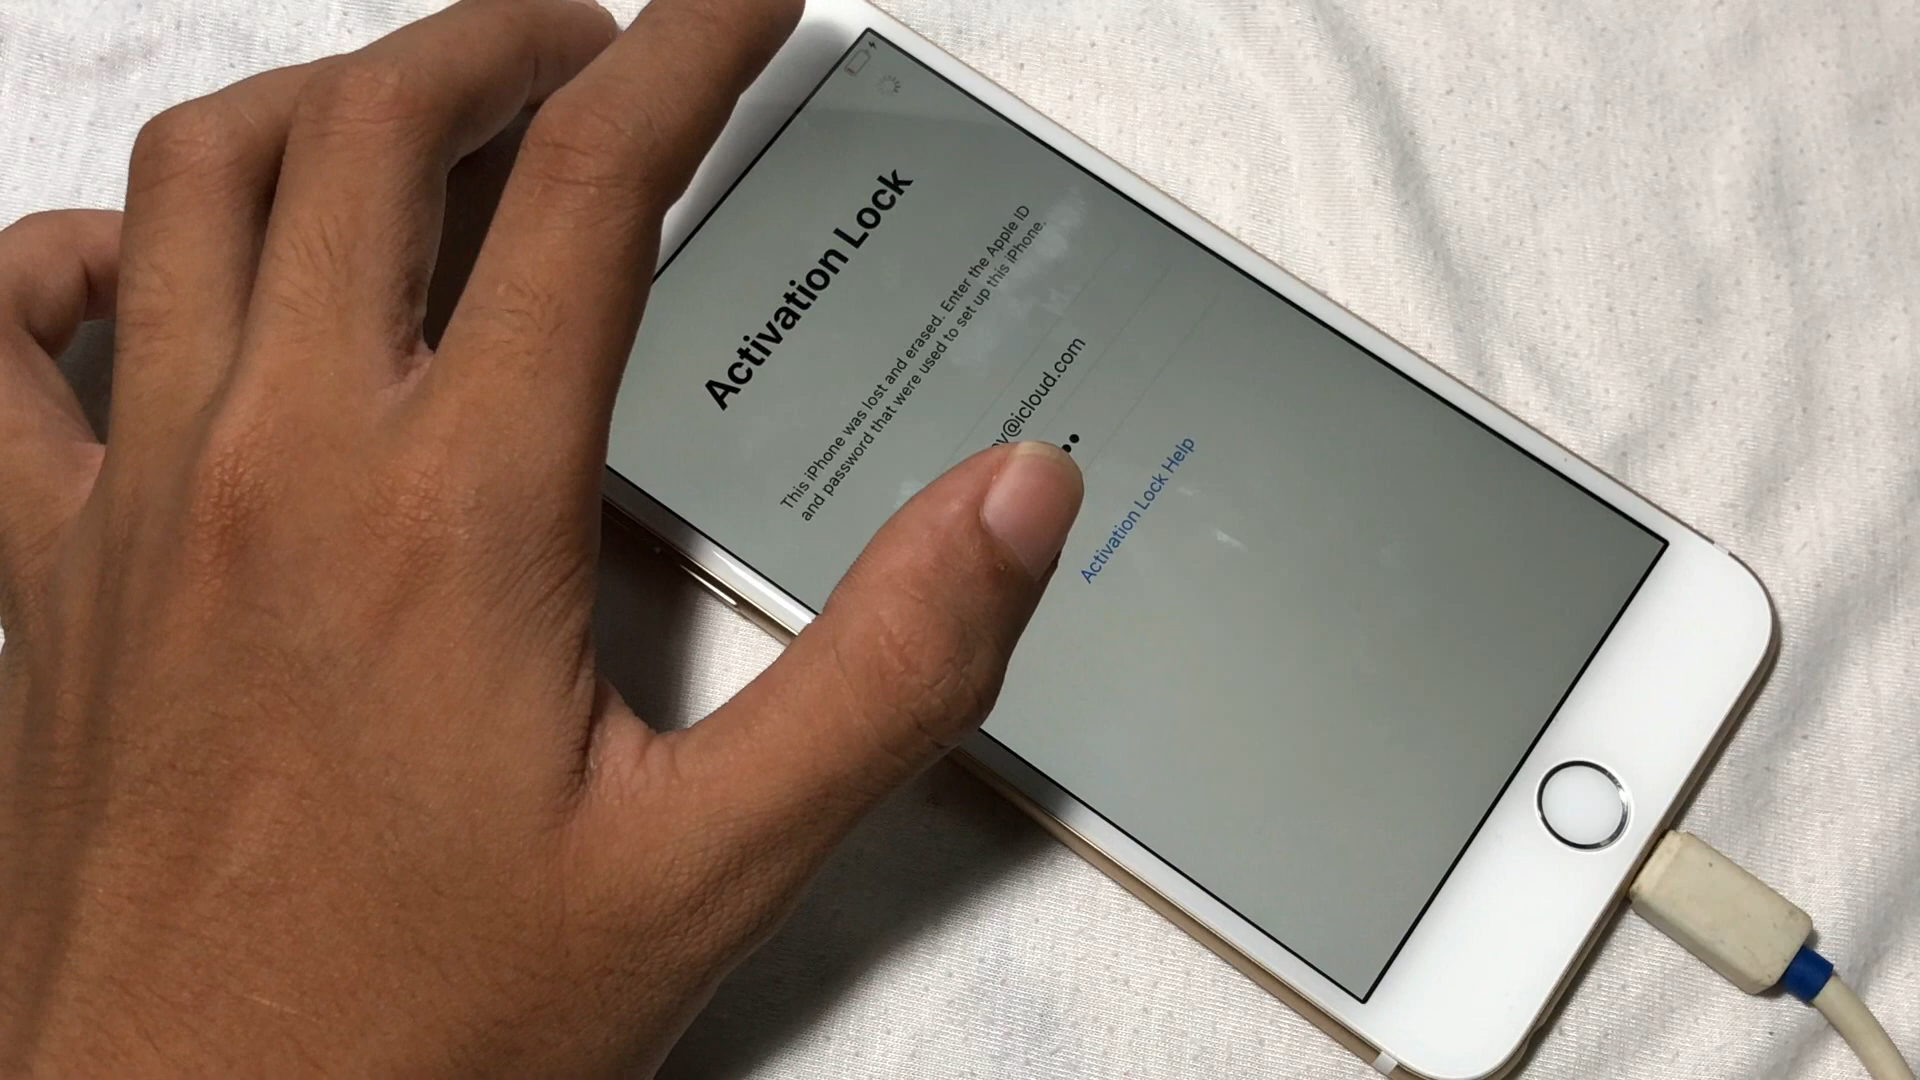 Activation Lock
This iPhone was lost and erased. Enter the Apple ID
and password that were used to set up this iPhone.
@icloud.com
Activation Lock Help